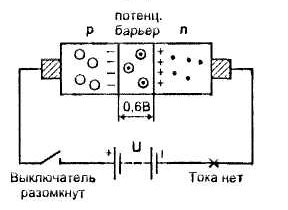 потенц.
р барьер n
0,6В
+ U
Выключатель Тока нет
разомкнут